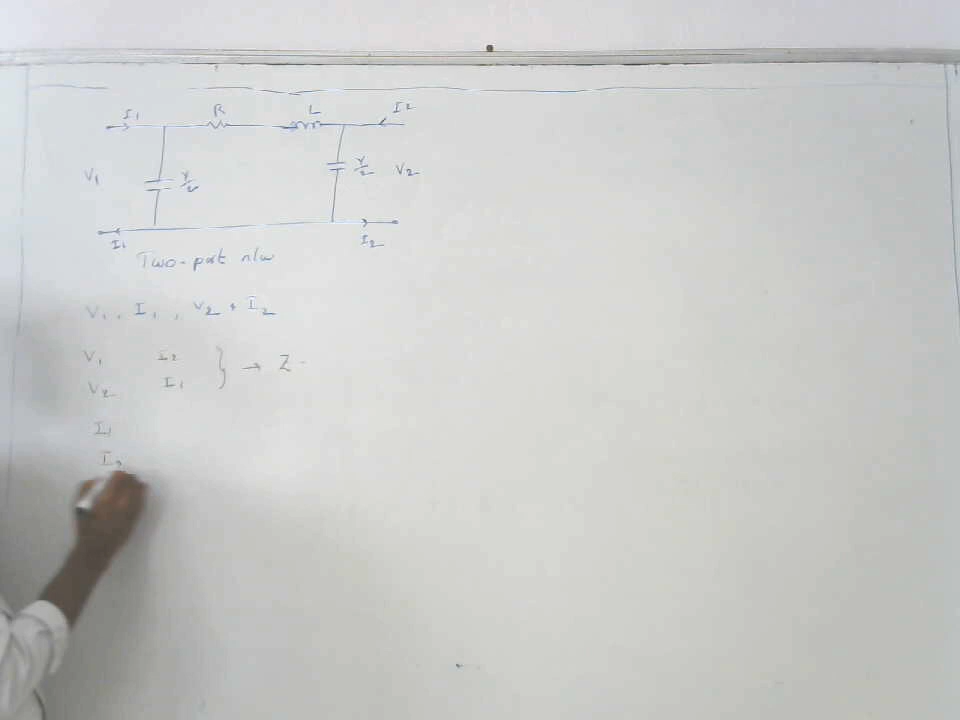 I1 R L I2
V1 Y/2 Y/2 V2
I1 I2
Two-port n/w
V1, I1, V2 & I2
V1 I2 } → Z-
V2 I1
I1
I2